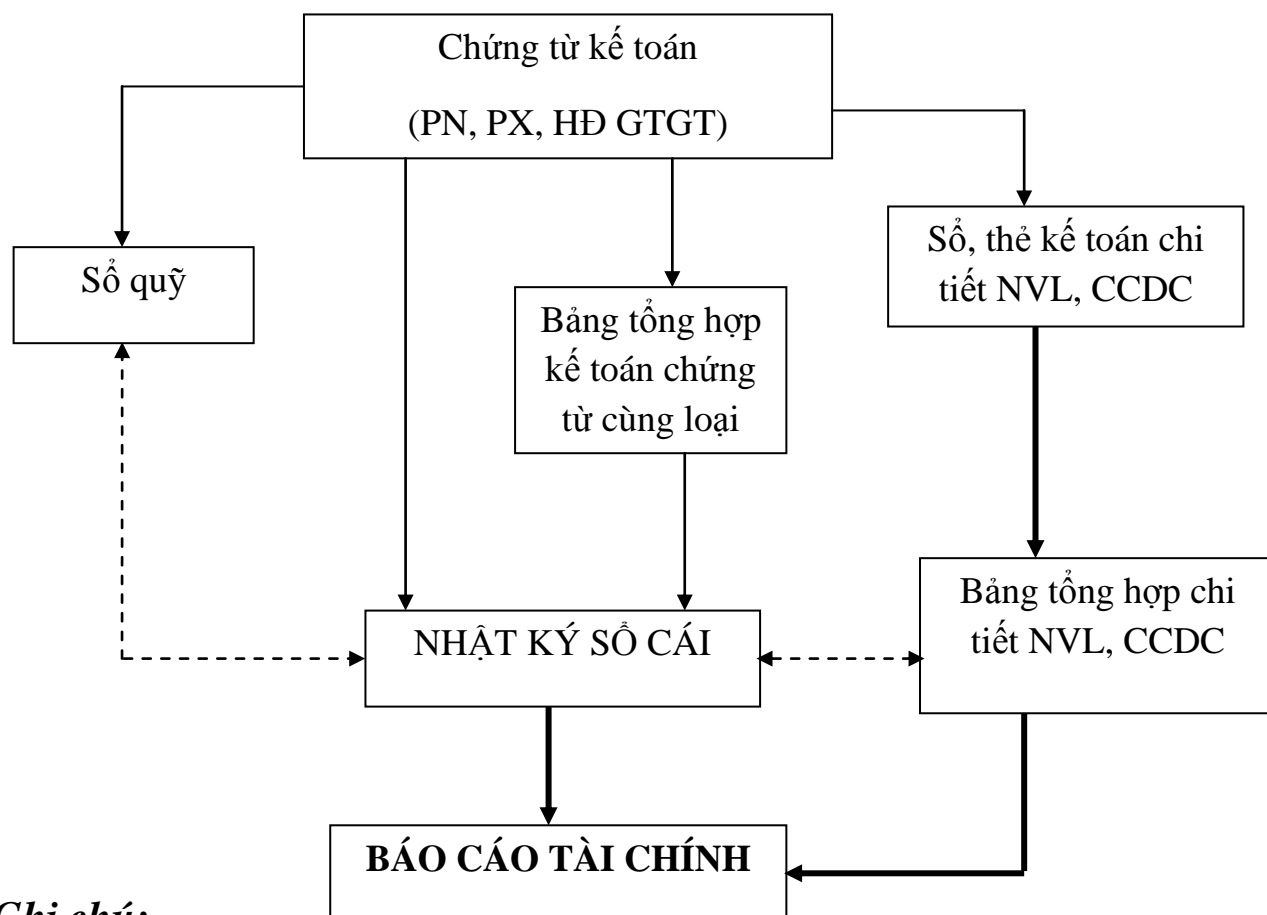 Chứng từ kế toán
(PN, PX, HĐ GTGT)
Sổ quỹ
Bảng tổng hợp
kế toán chứng
từ cùng loại
Sổ, thẻ kế toán chi
tiết NVL, CCDC
NHẬT KÝ SỔ CÁI
Bảng tổng hợp chi
tiết NVL, CCDC
BÁO CÁO TÀI CHÍNH
Ghi chú: